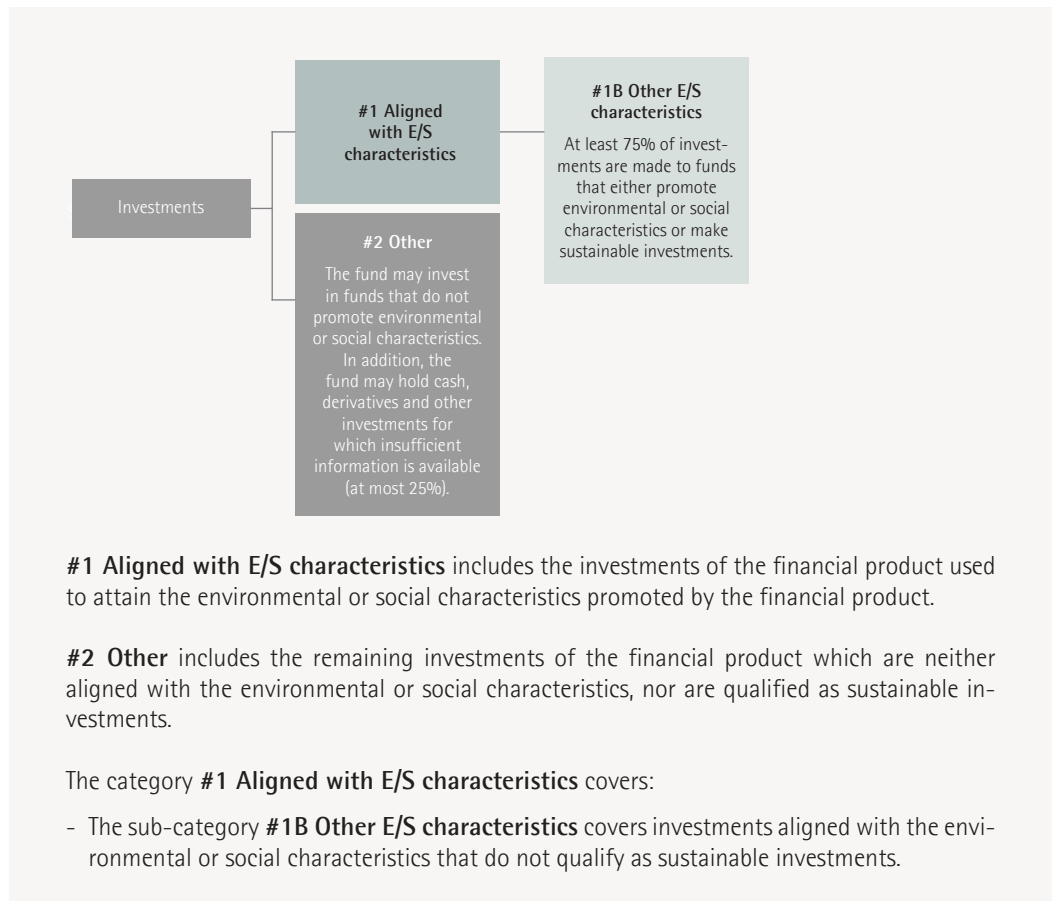 Investments
#1 Aligned
with E/S
characteristics
#1B Other E/S
characteristics
At least 75% of invest-
ments are made to funds
that either promote
environmental or social
characteristics or make
sustainable investments.
#2 Other
The fund may invest
in funds that do not
promote environmental
or social characteristics.
In addition, the
fund may hold cash,
derivatives and other
investments for
which insufficient
information is available
(at most 25%).
#1 Aligned with E/S characteristics includes the investments of the financial product used
to attain the environmental or social characteristics promoted by the financial product.
#2 Other includes the remaining investments of the financial product which are neither
aligned with the environmental or social characteristics, nor are qualified as sustainable in-
vestments.
The category #1 Aligned with E/S characteristics covers:
- The sub-category #1B Other E/S characteristics covers investments aligned with the envi-
ronmental or social characteristics that do not qualify as sustainable investments.